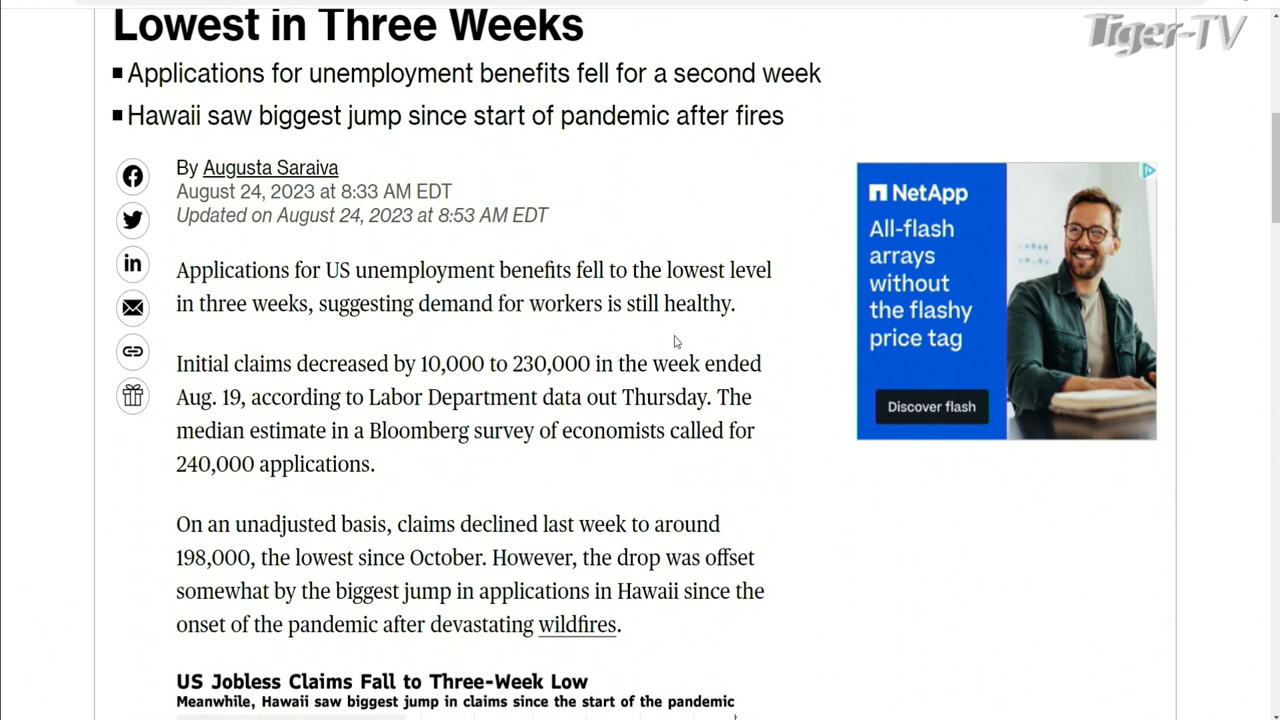 Lowest in Three Weeks
Tiger-TV
Applications for unemployment benefits fell for a second week
Hawaii saw biggest jump since start of pandemic after fires
By Augusta Saraiva
August 24, 2023 at 8:33 AM EDT
Updated on August 24, 2023 at 8:53 AM EDT
Applications for US unemployment benefits fell to the lowest level
in three weeks, suggesting demand for workers is still healthy.
Initial claims decreased by 10,000 to 230,000 in the week ended
Aug. 19, according to Labor Department data out Thursday. The
median estimate in a Bloomberg survey of economists called for
240,000 applications.
On an unadjusted basis, claims declined last week to around
198,000, the lowest since October. However, the drop was offset
somewhat by the biggest jump in applications in Hawaii since the
onset of the pandemic after devastating wildfires.
US Jobless Claims Fall to Three-Week Low
Meanwhile, Hawaii saw biggest jump in claims since the start of the pandemic
NetApp
All-flash
arrays
without
the flashy
price tag
Discover flash